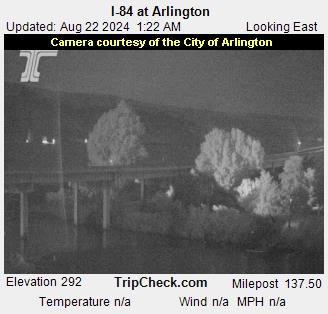 I-84 at Arlington
Updated: Aug 22 2024 1:22 AM Looking East
Camera courtesy of the City of Arlington
Elevation 292 TripCheck.com Milepost 137.50
Temperature n/a Wind n/a MPH n/a